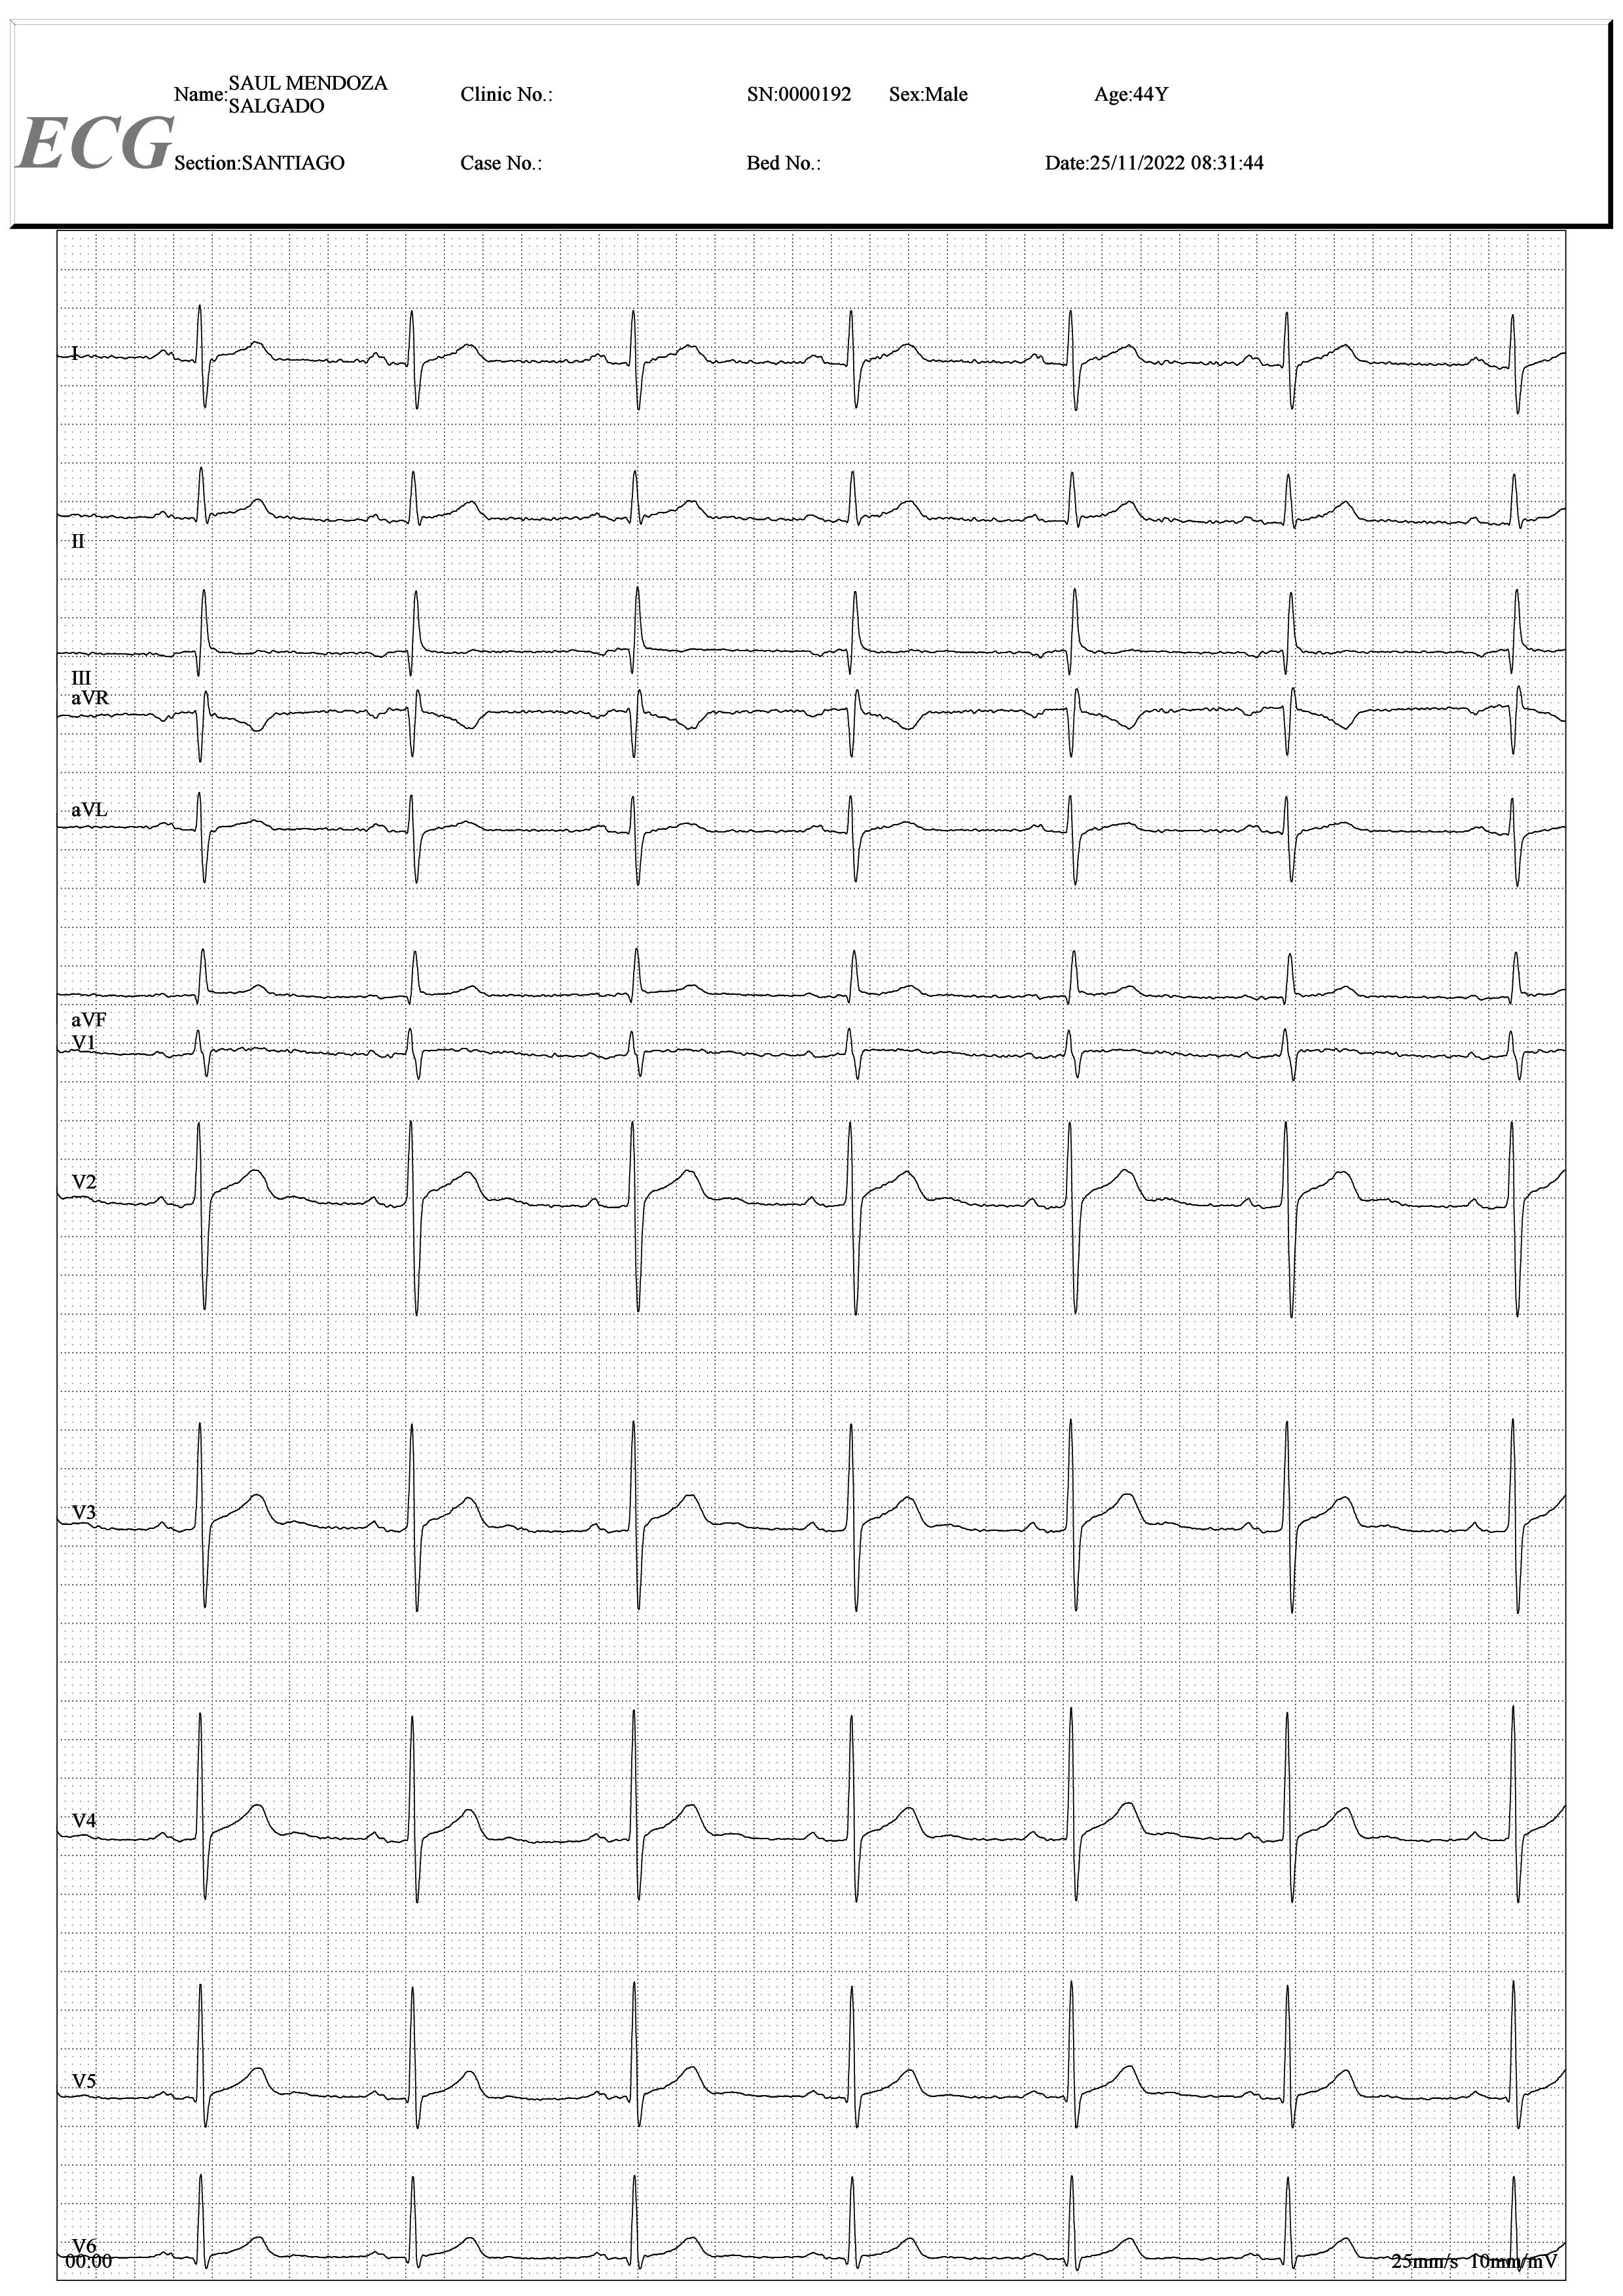 ECG
Name:SAUL MENDOZA SALGADO
Clinic No.:
SN:0000192
Sex:Male
Age:44Y
Section:SANTIAGO
Case No.:
Bed No.:
Date:25/11/2022 08:31:44
I
II
III
aVR
aVL
aVF
V1
V2
V3
V4
V5
V6
00:00
25mm/s 10mm/mV